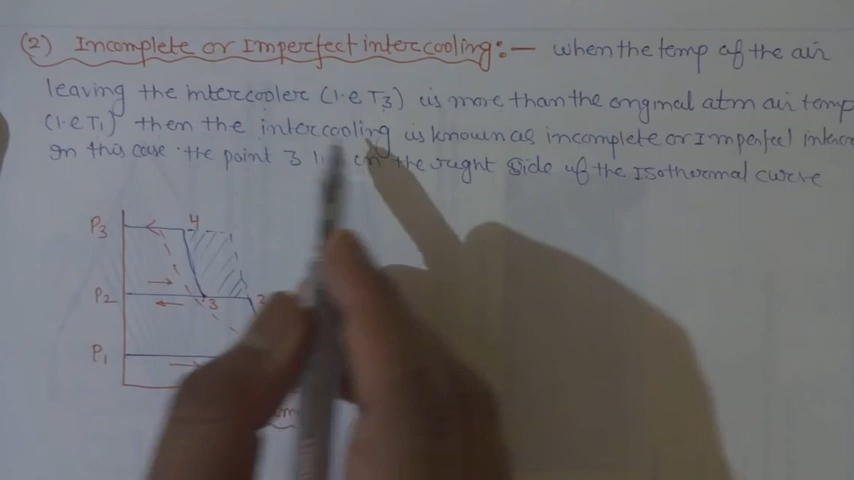 (2) Incomplete or Imperfect intercooling:- when the temp of the air
leaving the intercooler (i.e T3) is more than the original atm air temp
(i.e T1) then the intercooling is known as incomplete or Imperfect
In this case the point 3 on the right side of the Isothermal curve
P3
4
P2
3
2
P1